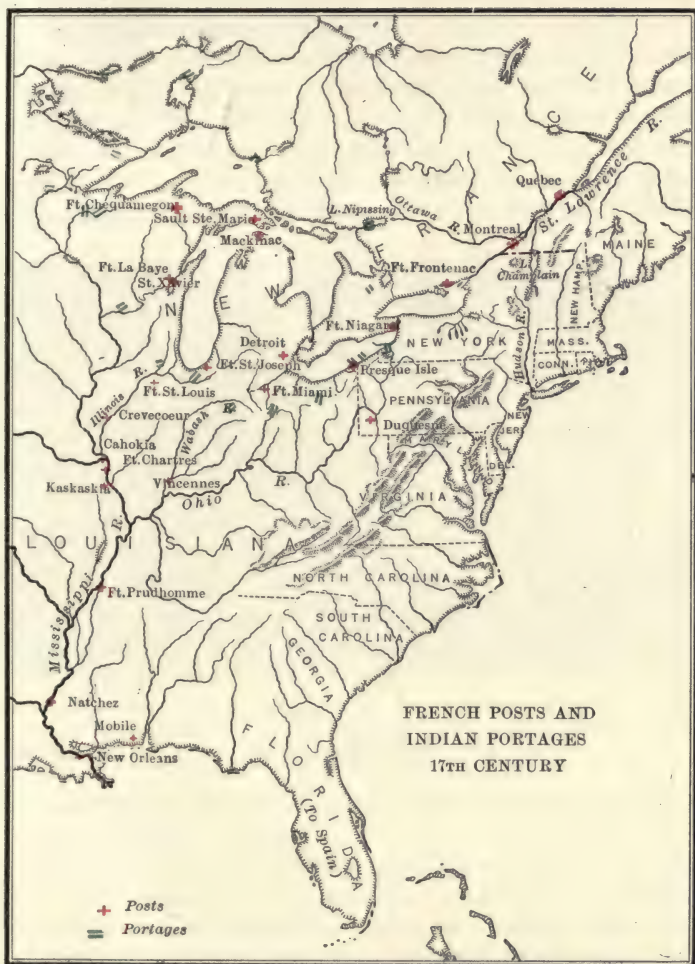 NEW FRANCE
Quebec
St. Lawrence R.
Ft. Chequamegon
Sault Ste. Marie
L. Nipissing
Ottawa R.
Montreal
Mackinac
MAINE
Ft. La Baye
St. Xavier
Ft. Frontenac
L. Champlain
NEW HAMP.
Ft. Niagara
NEW YORK
Hudson R.
MASS.
CONN.
R.I.
Detroit
Ft. St. Joseph
Presque Isle
Illinois R.
Ft. St. Louis
Ft. Miami
PENNSYLVANIA
Crevecoeur
Wabash R.
Duquesne
NEW JER.
Cahokia
MARYL
DEL
Ft. Chartres
Vincennes
Kaskaskia
Ohio R.
VIRGINIA
LOUISIANA
NORTH CAROLINA
Mississippi R.
Ft. Prudhomme
SOUTH CAROLINA
GEORGIA
Natchez
Mobile
New Orleans
FLORIDA
(To Spain)
FRENCH POSTS AND
INDIAN PORTAGES
17TH CENTURY
Posts
Portages